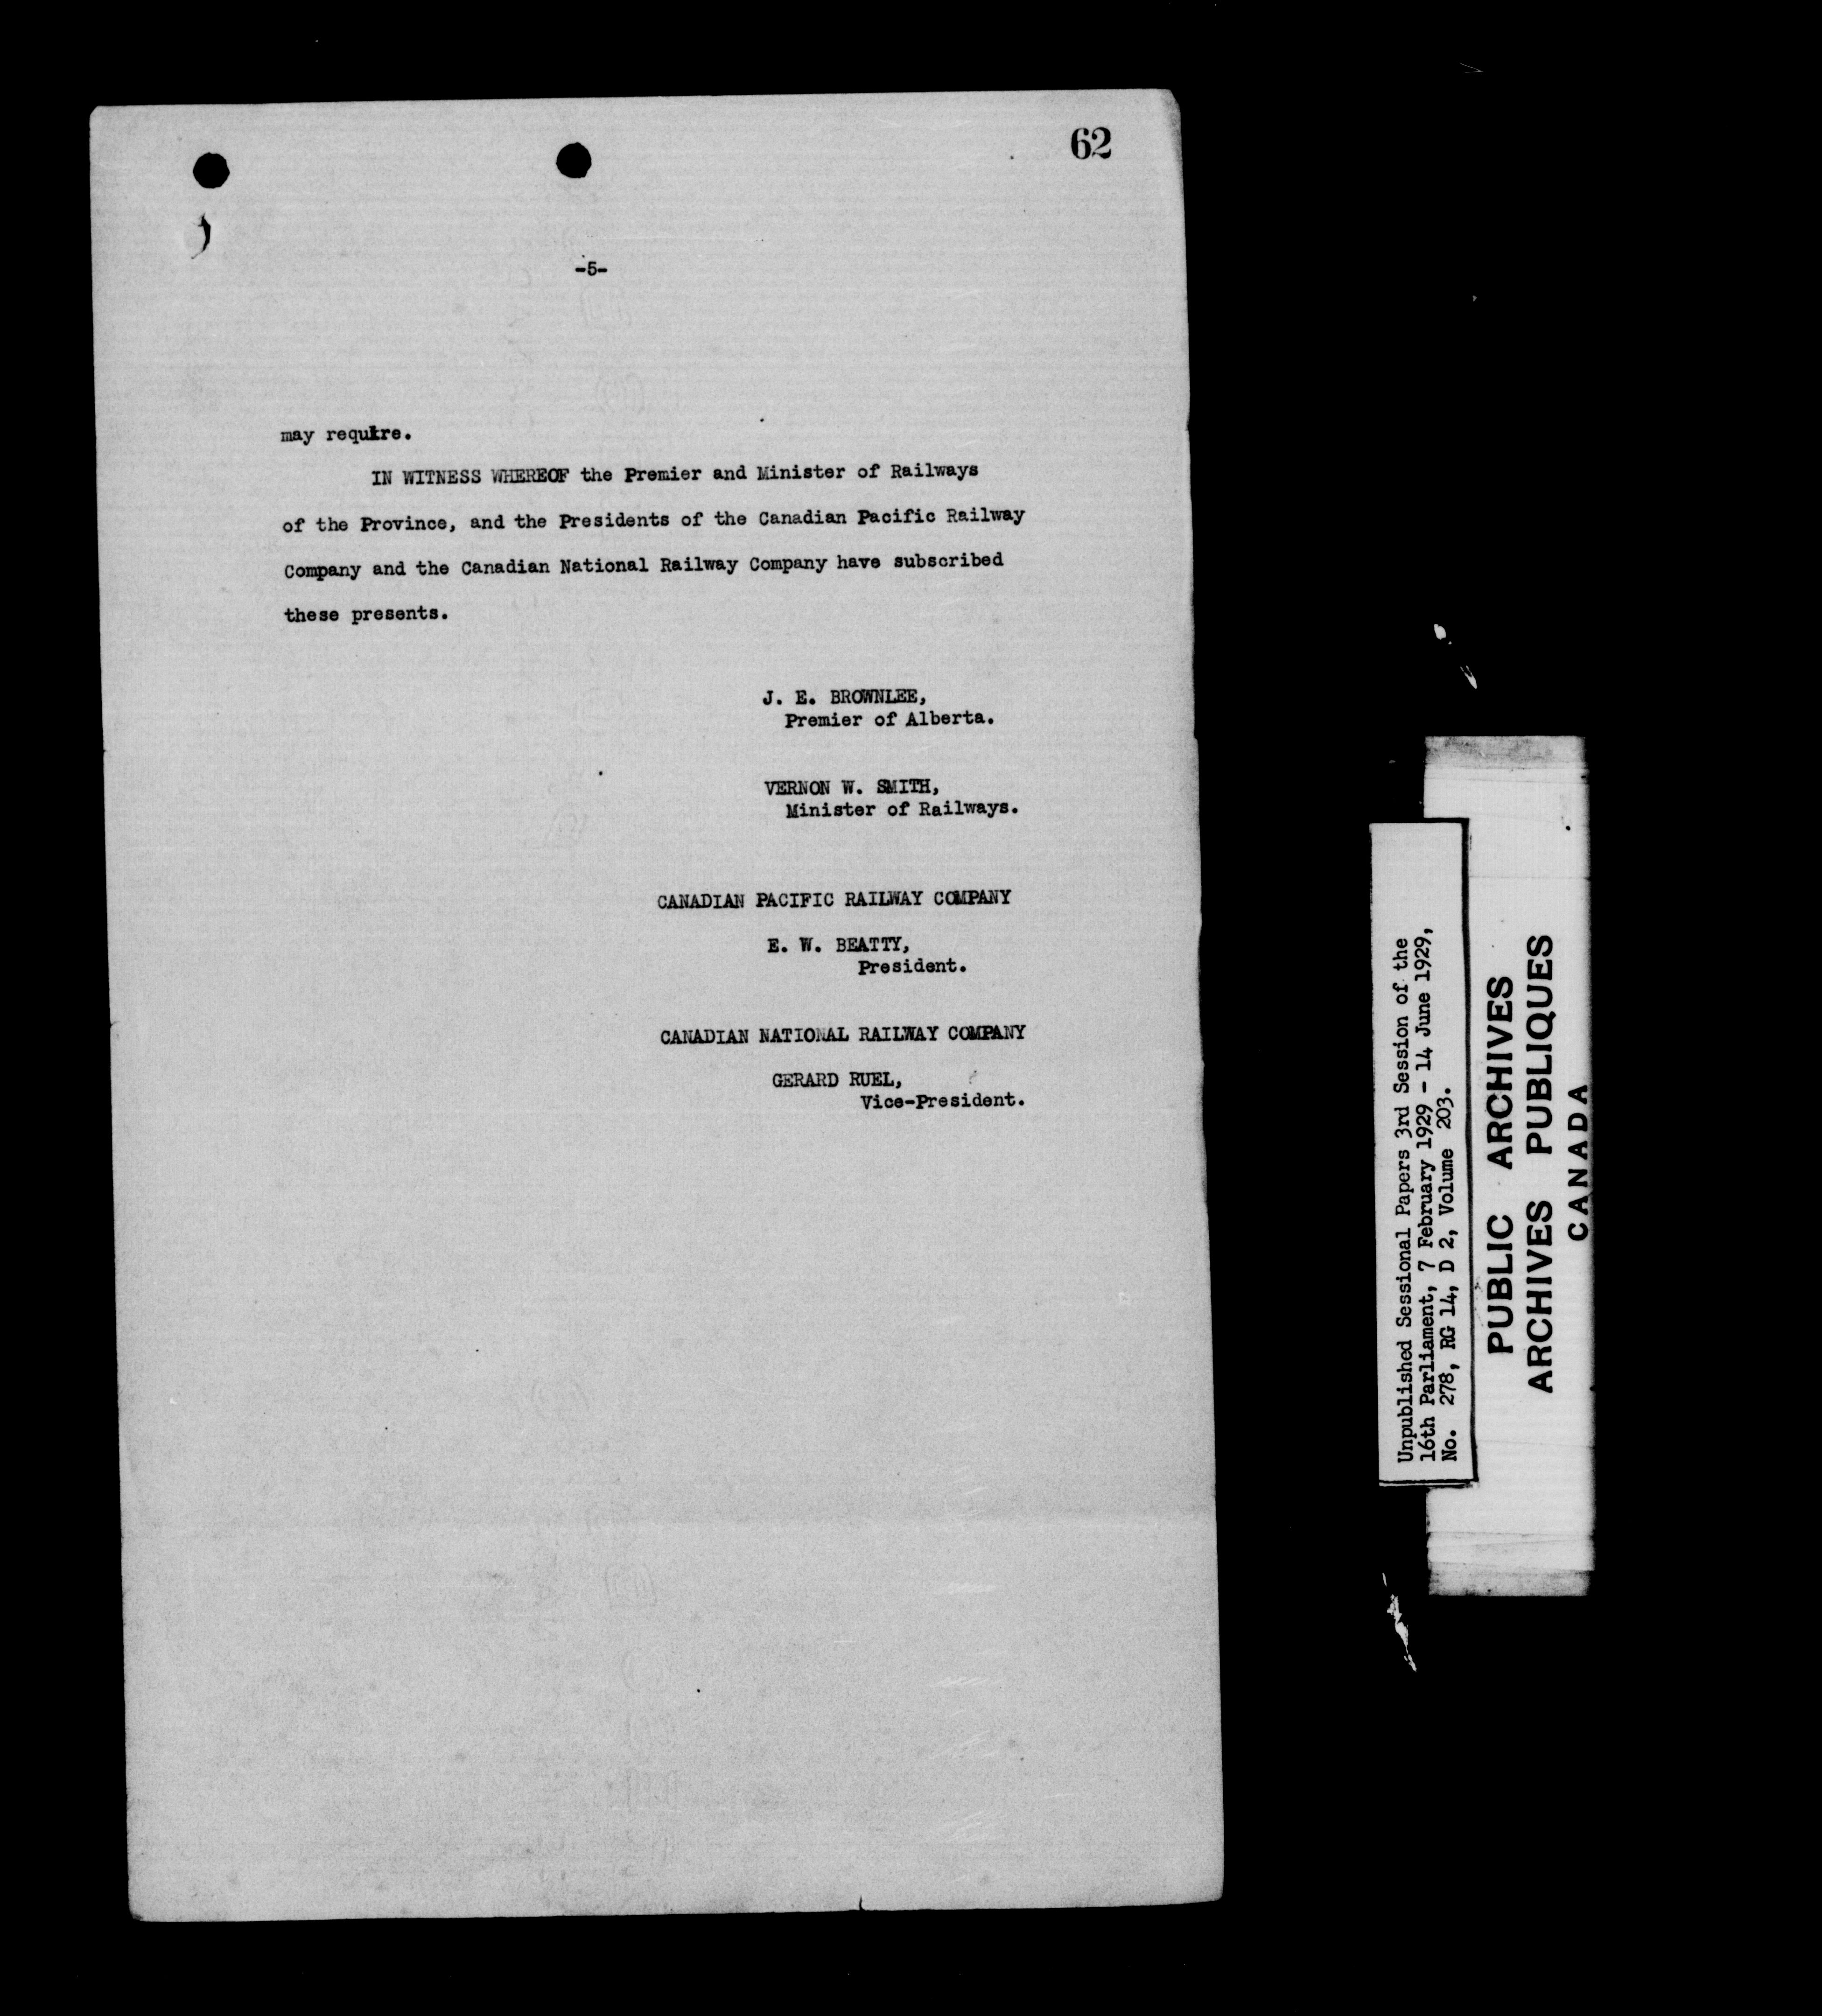 62
-5-
may require.
IN WITNESS WHEREOF the Premier and Minister of Railways
of the Province, and the Presidents of the Canadian Pacific Railway
Company and the Canadian National Railway Company have subscribed
these presents.
J. E. BROWNLEE,
Premier of Alberta.
VERNON W. SMITH,
Minister of Railways.
CANADIAN PACIFIC RAILWAY COMPANY
E. W. BEATTY,
President.
CANADIAN NATIONAL RAILWAY COMPANY
GERARD RUEL,
Vice-President.
Unpublished Sessional Papers 3rd Session of the
16th Parliament, 7 February 1929 - 14 June 1929,
No. 278, RG 14, D 2, Volume 203.
PUBLIC ARCHIVES
ARCHIVES PUBLIQUES
CANADA